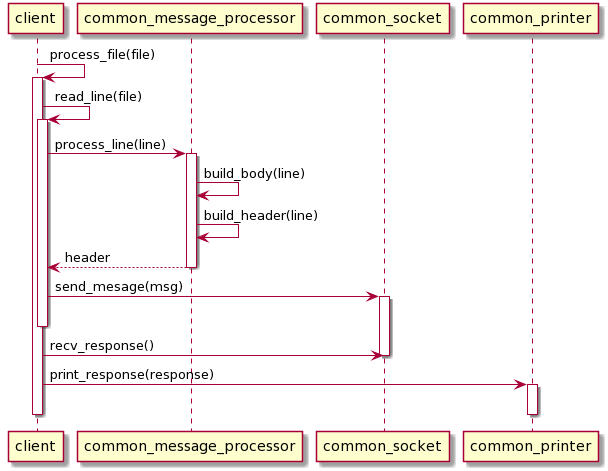 client common_message_processor common_socket common_printer
process_file(file)
read_line(file)
process_line(line)
build_body(line)
build_header(line)
header
send_mesage(msg)
recv_response()
print_response(response)
client common_message_processor common_socket common_printer